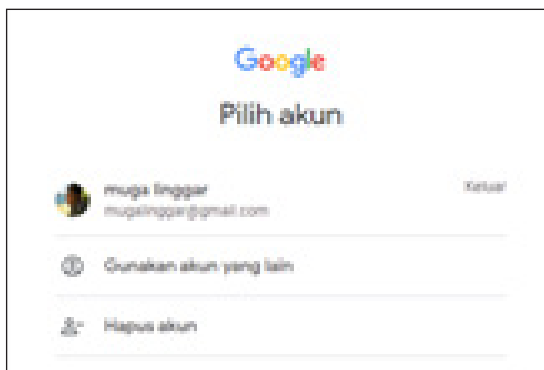 Google
Pilih akun
muga linggar
Keluar
mugalinggar@gmail.com
Gunakan akun yang lain
Hapus akun